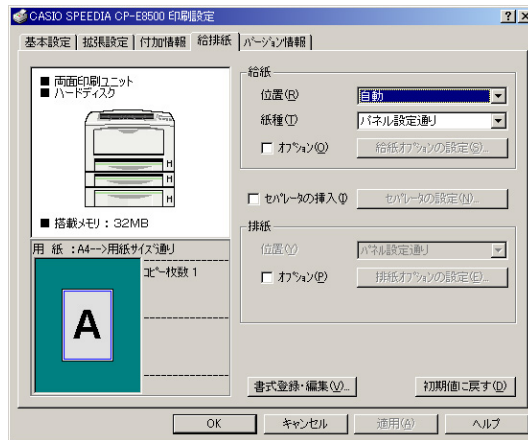 CASIO SPEEDIA CP-E8500 印刷設定
基本設定 拡張設定 付加情報 給排紙 バージョン情報
■ 両面印刷ユニット
■ ハードディスク
H
H
H
■ 搭載メモリ : 32MB
用 紙 : A4-->用紙サイズ通り
コピー枚数 1
A
給紙
位置(R) 自動
紙種(T) パネル設定通り
オプション(O) 給紙オプションの設定(S)...
セパレータの挿入(I) セパレータの設定(N)...
排紙
位置(Y) パネル設定通り
オプション(P) 排紙オプションの設定(E)...
書式登録・編集(V)... 初期値に戻す(D)
OK キャンセル 適用(A) ヘルプ